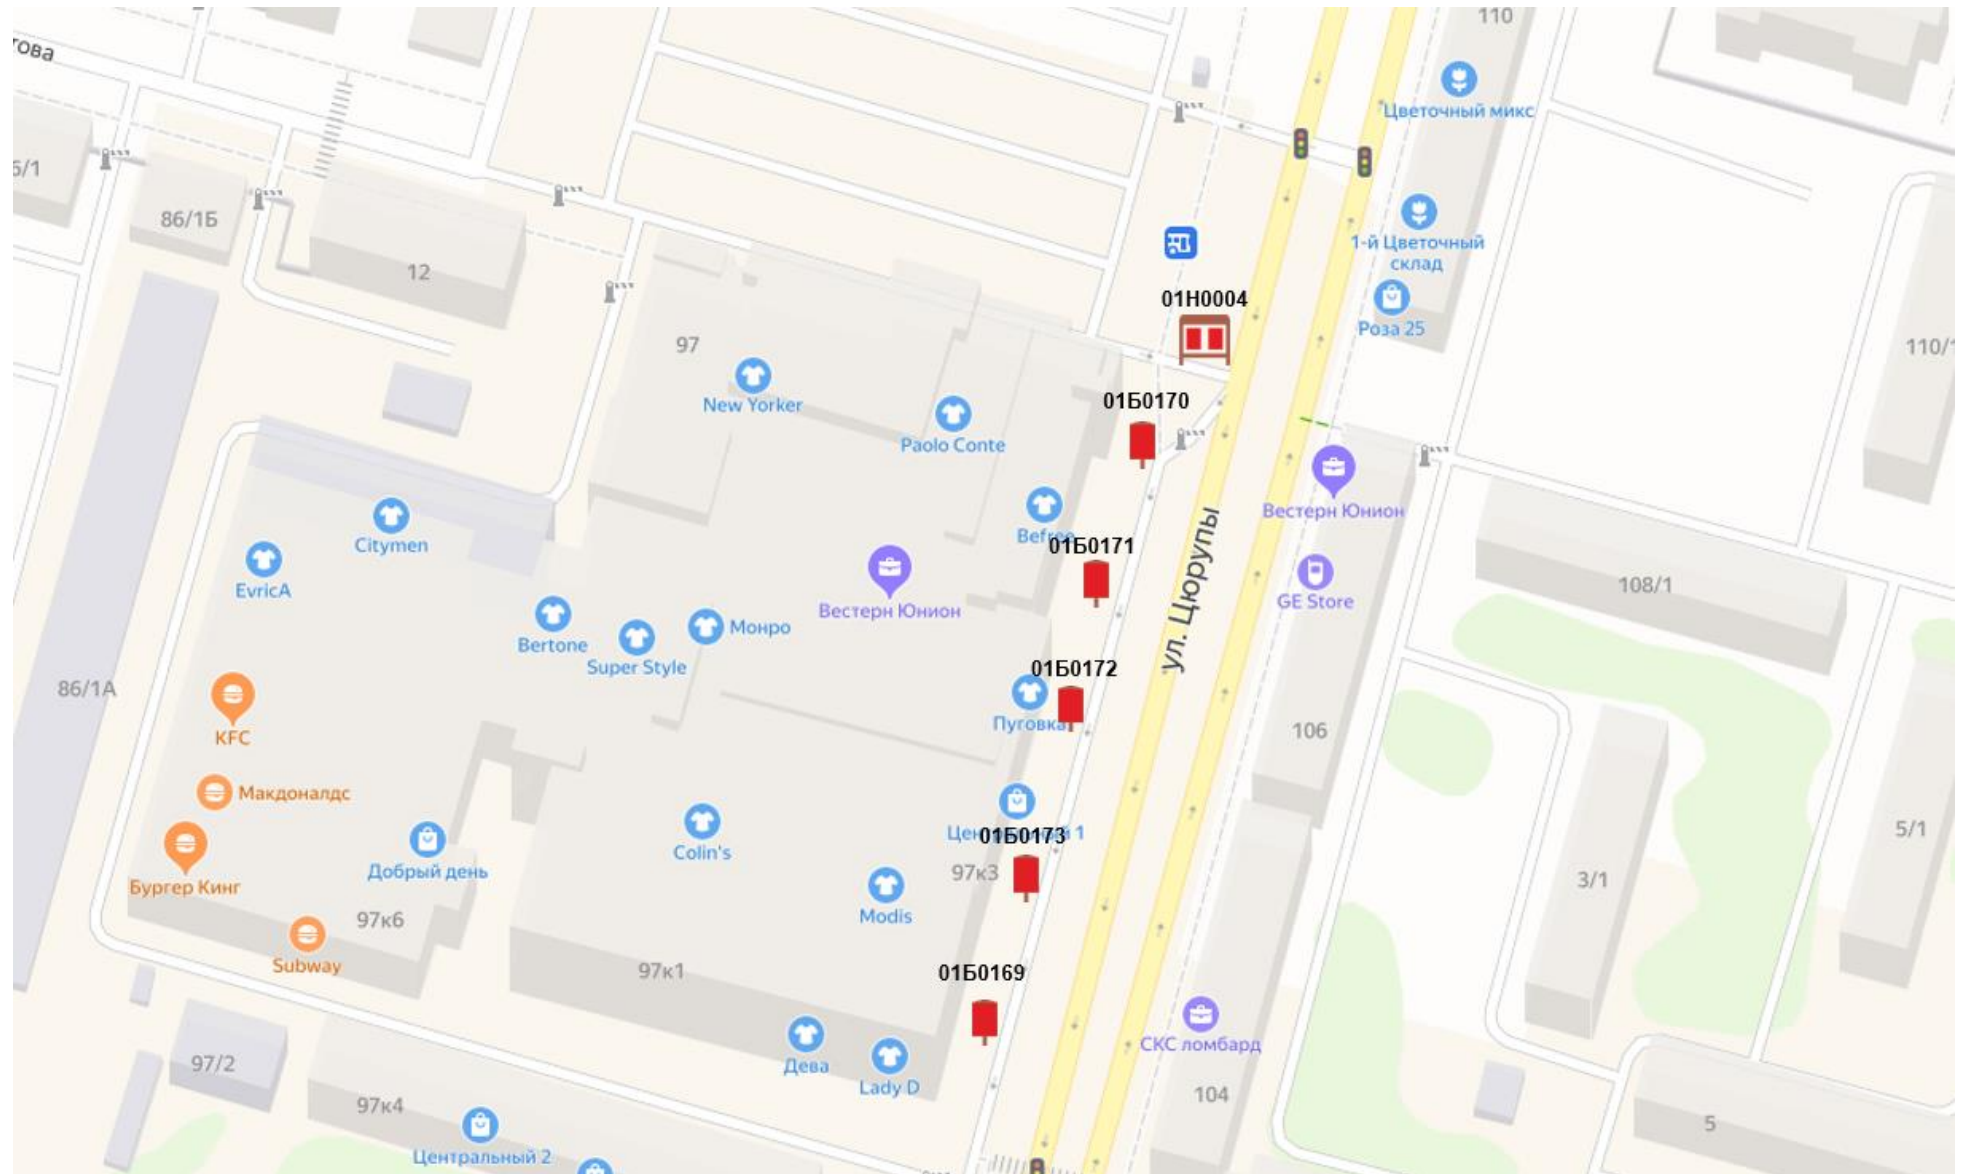 110
това
Цветочный микс
5/1
86/1Б
1-й Цветочный
склад
12
01Н0004
Роза 25
97
110/1
New Yorker
01Б0170
Paolo Conte
Вестерн Юнион
Citymen
Befree
01Б0171
ул. Цюрупы
EvricA
108/1
GE Store
Вестерн Юнион
Монро
Bertone
Super Style
01Б0172
86/1А
Пуговка
106
KFC
Макдоналдс
Центральный 1
01Б0173
5/1
Colin's
Добрый день
97к3
3/1
Бургер Кинг
Modis
97к6
Subway
97к1
01Б0169
СКС ломбард
97/2
Дева
Lady D
104
97к4
5
Центральный 2